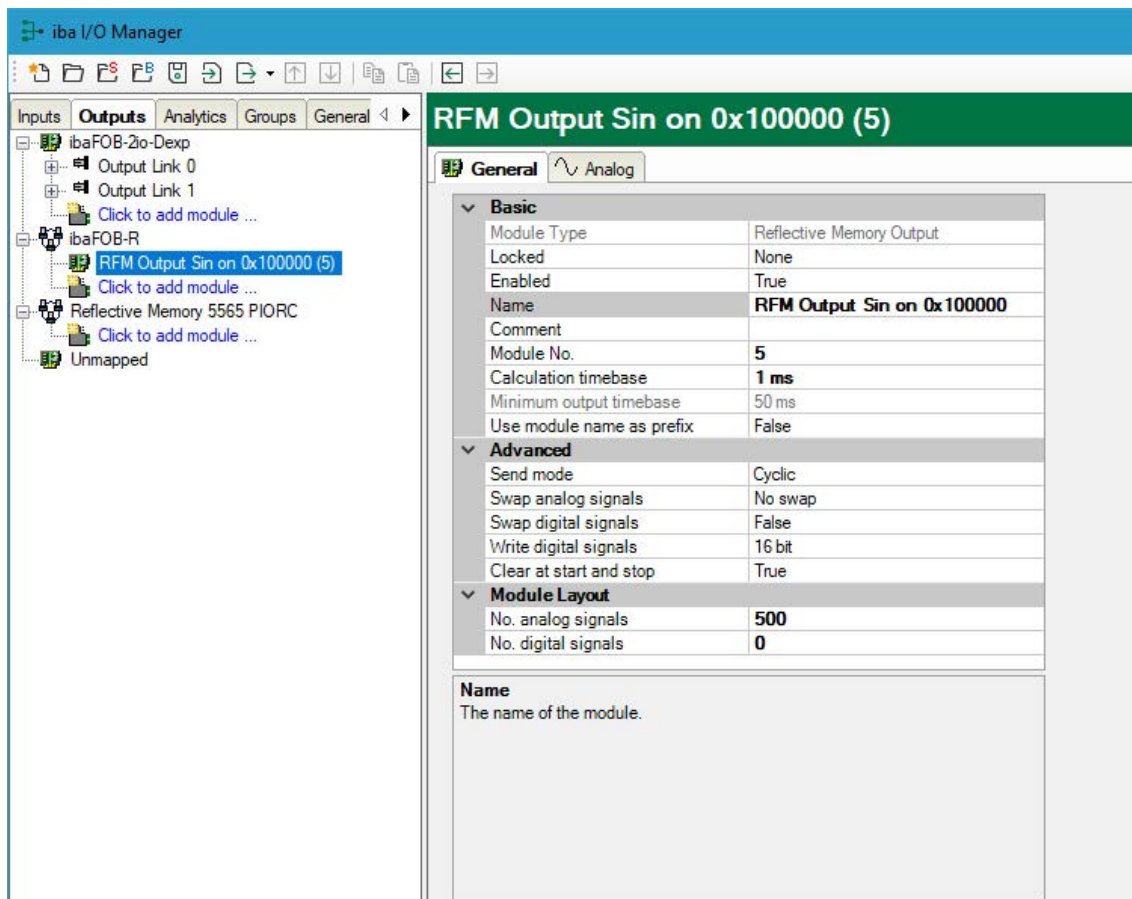 iba I/O Manager
Inputs Outputs Analytics Groups General
RFM Output Sin on 0x100000 (5)
ibaFOB-2io-Dexp
Output Link 0
Output Link 1
Click to add module ...
ibaFOB-R
RFM Output Sin on 0x100000 (5)
Click to add module ...
Reflective Memory 5565 PIORC
Click to add module ...
Unmapped
General Analog
Basic
Module Type Reflective Memory Output
Locked None
Enabled True
Name RFM Output Sin on 0x100000
Comment
Module No. 5
Calculation timebase 1 ms
Minimum output timebase 50 ms
Use module name as prefix False
Advanced
Send mode Cyclic
Swap analog signals No swap
Swap digital signals False
Write digital signals 16 bit
Clear at start and stop True
Module Layout
No. analog signals 500
No. digital signals 0
Name
The name of the module.